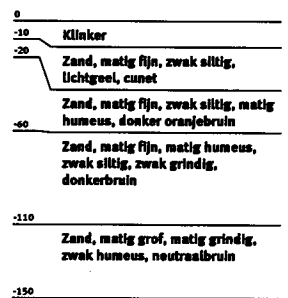 0
-10
Klinker
-20
Zand, matig fijn, zwak siltig,
lichtgeel, cunet
Zand, matig fijn, zwak siltig, matig
humeus, donker oranjebruin
-60
Zand, matig fijn, matig humeus,
zwak siltig, zwak grindig,
donkerbruin
-110
Zand, matig grof, matig grindig,
zwak humeus, neutraalbruin
-150